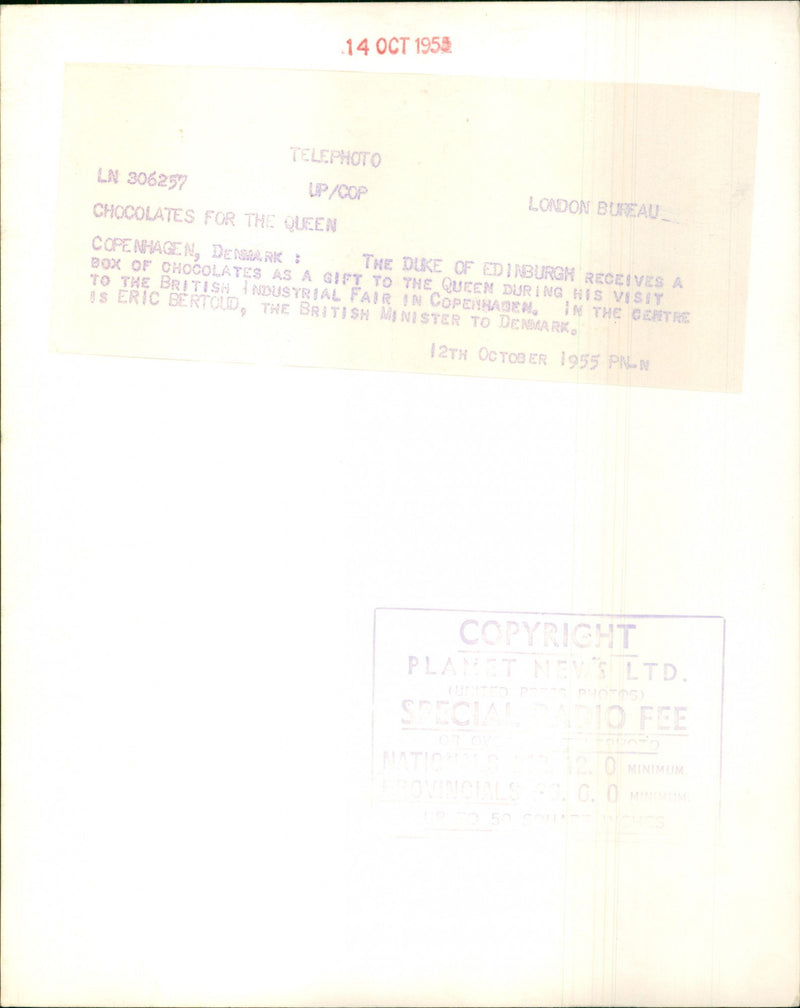 14 OCT 1955
TELEPHOTO
LN 306257
UP/COP
LONDON BUREAU
CHOCOLATES FOR THE QUEEN
COPENHAGEN, DENMARK : THE DUKE OF EDINBURGH RECEIVES A
BOX OF CHOCOLATES AS A GIFT TO THE QUEEN DURING HIS VISIT
TO THE BRITISH INDUSTRIAL FAIR IN COPENHAGEN. IN THE CENTRE
IS ERIC BERTOUD, THE BRITISH MINISTER TO DENMARK.
12TH OCTOBER 1955 PN-N
COPYRIGHT
PLANET NEWS LTD.
(UNITED PRESS PHOTOS)
SPECIAL RADIO FEE
NATIONALS 12. 0 MINIMUM.
PROVINCIALS 6. 0 MINIMUM.
UP TO 50 SQUARE INCHES